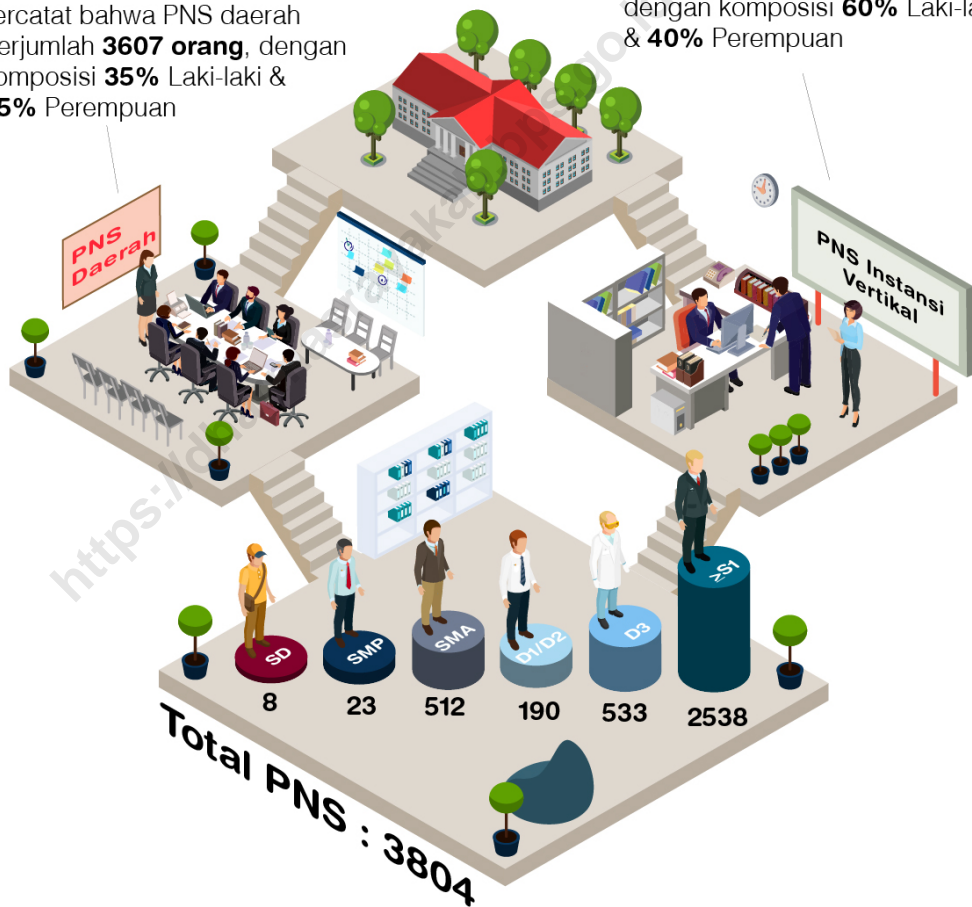 ercatat bahwa PNS daerah
erjumlah 3607 orang, dengan
omposisi 35% Laki-laki &
5% Perempuan
dengan komposisi 60% Laki-la
& 40% Perempuan
PNS
Daerah
PNS Instansi
Vertikal
SD
SMP
SMA
D1/D2
D3
≥S1
8
23
512
190
533
2538
Total PNS : 3804